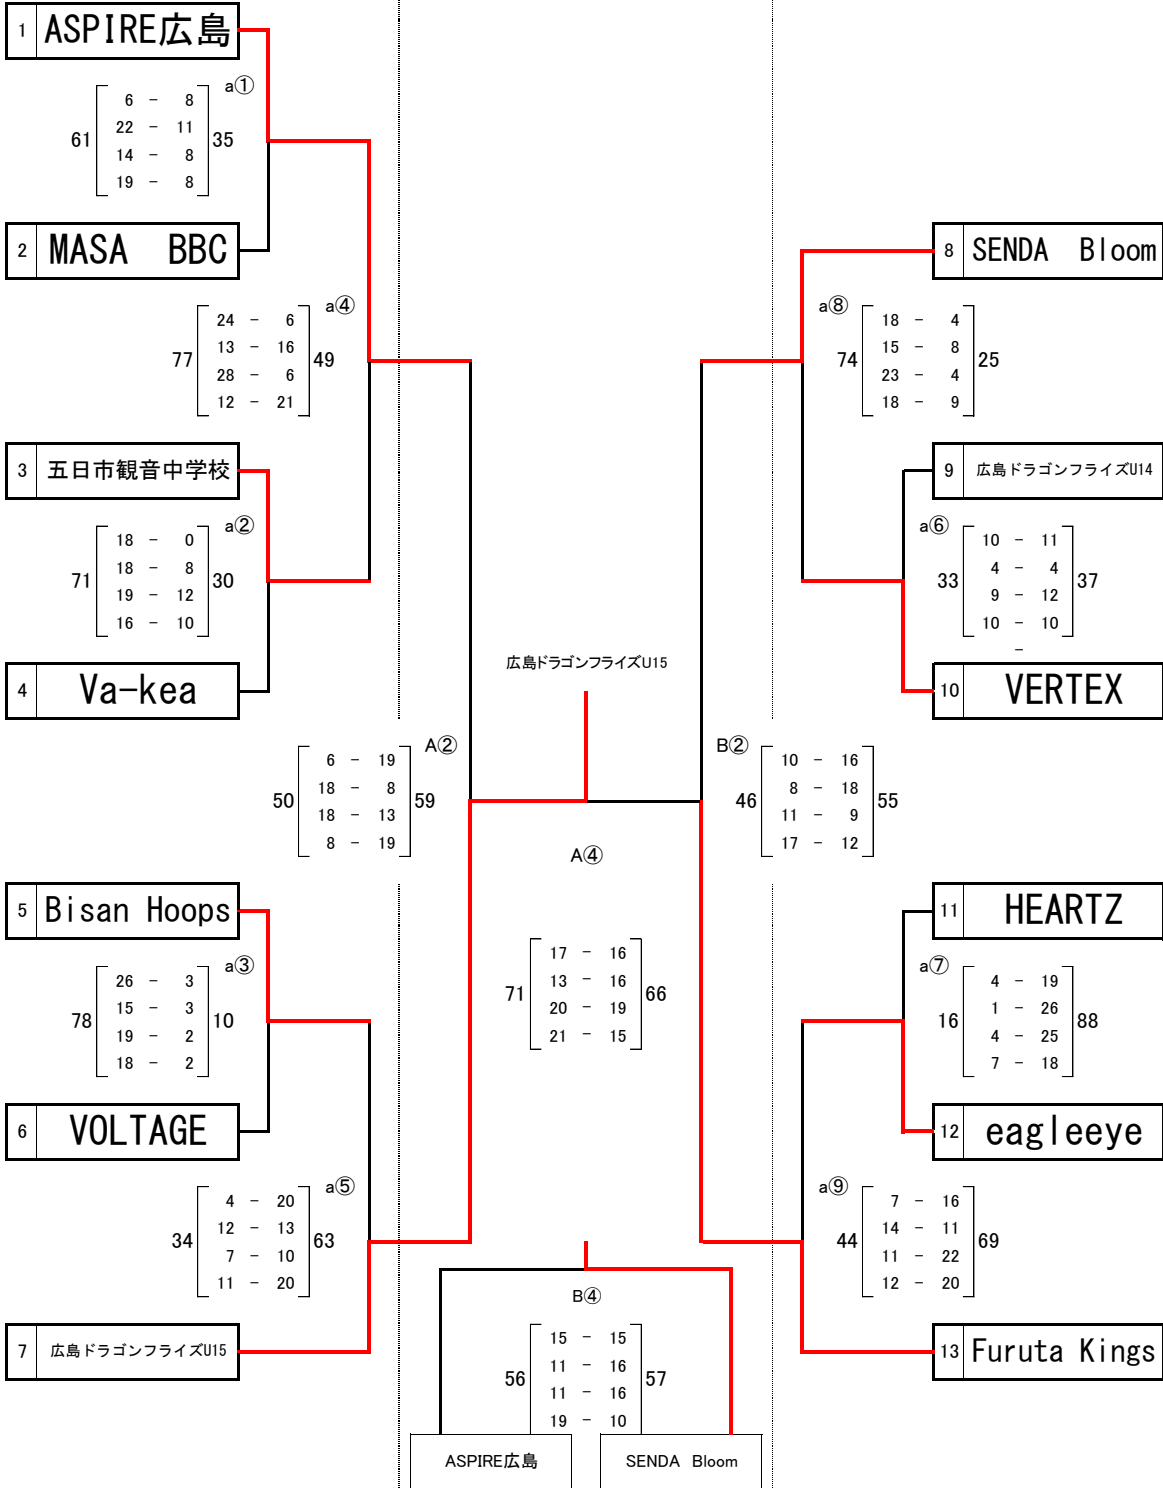 1 ASPIRE広島
a①
61 35
6 - 8
22 - 11
14 - 8
19 - 8
2 MASA BBC
a④
77 49
24 - 6
13 - 16
28 - 6
12 - 21
3 五日市観音中学校
a②
71 30
18 - 0
18 - 8
19 - 12
16 - 10
4 Va-kea
A②
50 59
6 - 19
18 - 8
18 - 13
8 - 19
5 Bisan Hoops
a③
78 10
26 - 3
15 - 3
19 - 2
18 - 2
6 VOLTAGE
a⑤
34 63
4 - 20
12 - 13
7 - 10
11 - 20
7 広島ドラゴンフライズU15
広島ドラゴンフライズU15
A④
71 66
17 - 16
13 - 16
20 - 19
21 - 15
B④
56 57
15 - 15
11 - 16
11 - 16
19 - 10
ASPIRE広島
SENDA Bloom
8 SENDA Bloom
a⑧
74 25
18 - 4
15 - 8
23 - 4
18 - 9
9 広島ドラゴンフライズU14
a⑥
33 37
10 - 11
4 - 4
9 - 12
10 - 10
-
10 VERTEX
B②
46 55
10 - 16
8 - 18
11 - 9
17 - 12
11 HEARTZ
a⑦
16 88
4 - 19
1 - 26
4 - 25
7 - 18
12 eagleeye
a⑨
44 69
7 - 16
14 - 11
11 - 22
12 - 20
13 Furuta Kings